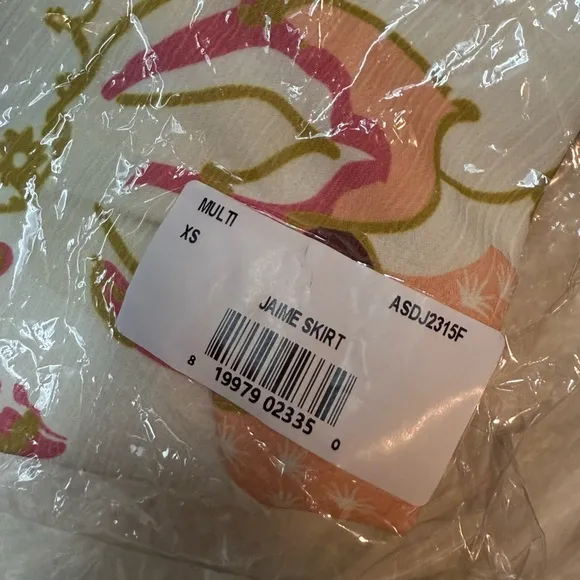 MULTI
XS
JAIME SKIRT
ASDJ2315F
8 19979 02335 0